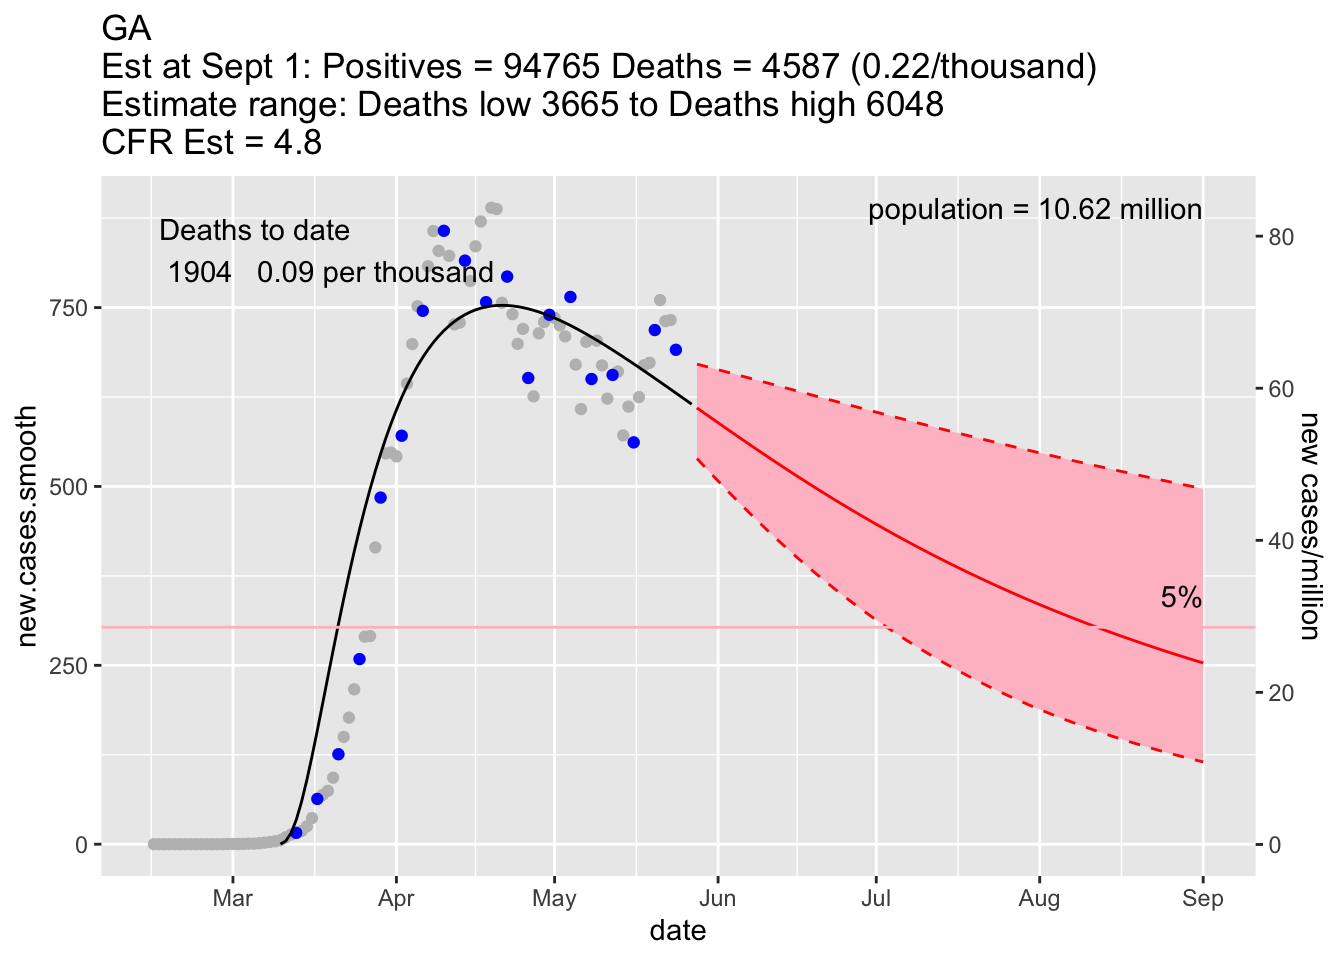 GA
Est at Sept 1: Positives = 94765 Deaths = 4587 (0.22/thousand)
Estimate range: Deaths low 3665 to Deaths high 6048
CFR Est = 4.8
population = 10.62 million
Deaths to date
1904 0.09 per thousand
5%
new.cases.smooth
750
500
250
0
80
60
40
20
0
new cases/million
Mar Apr May Jun Jul Aug Sep
date